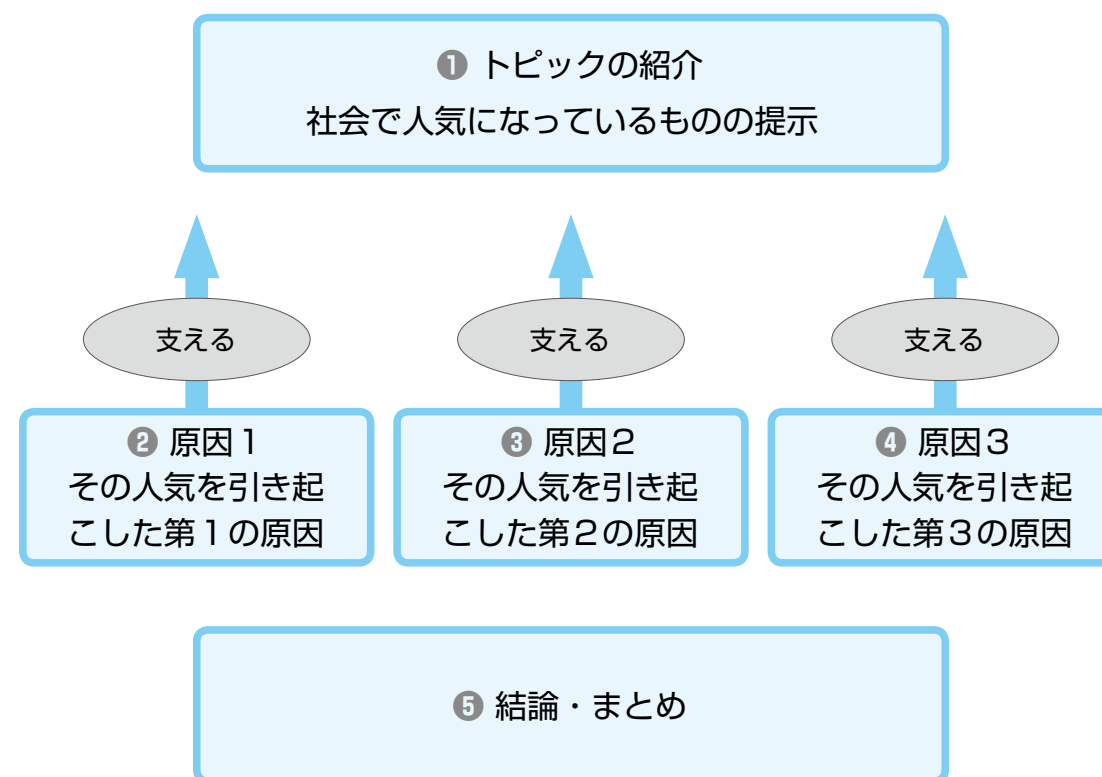 ❶ トピックの紹介
社会で人気になっているものの提示
支える
支える
支える
❷ 原因1
その人気を引き起
こした第1の原因
❸ 原因2
その人気を引き起
こした第2の原因
❹ 原因3
その人気を引き起
こした第3の原因
❺ 結論・まとめ